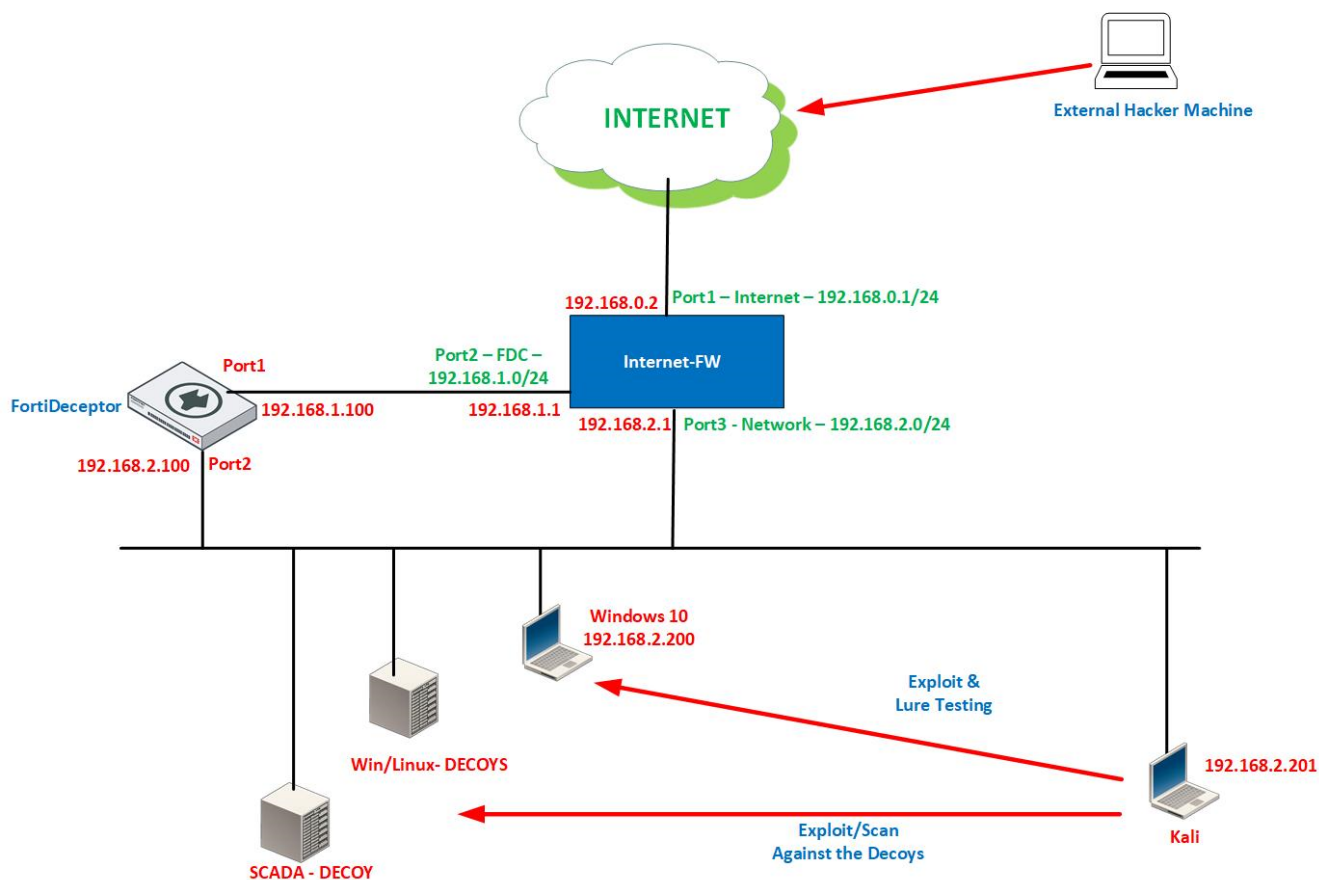 INTERNET
External Hacker Machine
192.168.0.2
Port1 – Internet – 192.168.0.1/24
Internet-FW
Port2 – FDC –
192.168.1.0/24
Port1
FortiDeceptor
192.168.1.100
192.168.1.1
192.168.2.1
Port3 - Network – 192.168.2.0/24
192.168.2.100
Port2
Windows 10
192.168.2.200
Exploit &
Lure Testing
Win/Linux- DECOYS
192.168.2.201
Kali
Exploit/Scan
Against the Decoys
SCADA - DECOY